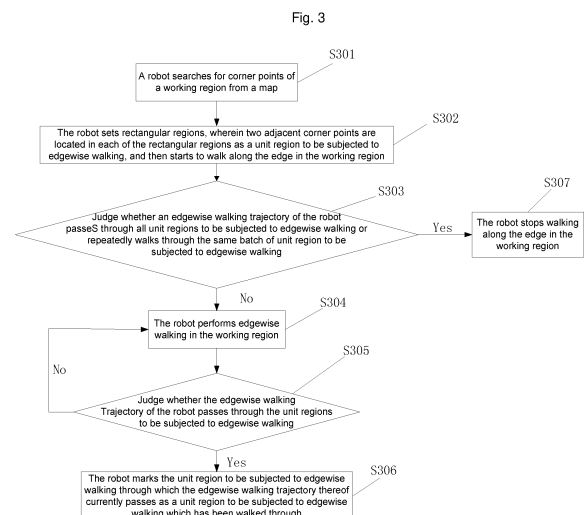 Fig. 3
S301
A robot searches for corner points of
a working region from a map
S302
The robot sets rectangular regions, wherein two adjacent corner points are
located in each of the rectangular regions as a unit region to be subjected to
edgewise walking, and then starts to walk along the edge in the working region
S303
Judge whether an edgewise walking trajectory of the robot
passeS through all unit regions to be subjected to edgewise walking or
repeatedly walks through the same batch of unit region to be
subjected to edgewise walking
Yes
S307
The robot stops walking
along the edge in the
working region
No
S304
The robot performs edgewise
walking in the working region
S305
No
Judge whether the edgewise walking
Trajectory of the robot passes through the unit regions
to be subjected to edgewise walking
Yes
S306
The robot marks the unit region to be subjected to edgewise
walking through which the edgewise walking trajectory thereof
currently passes as a unit region to be subjected to edgewise
walking which has been walked through